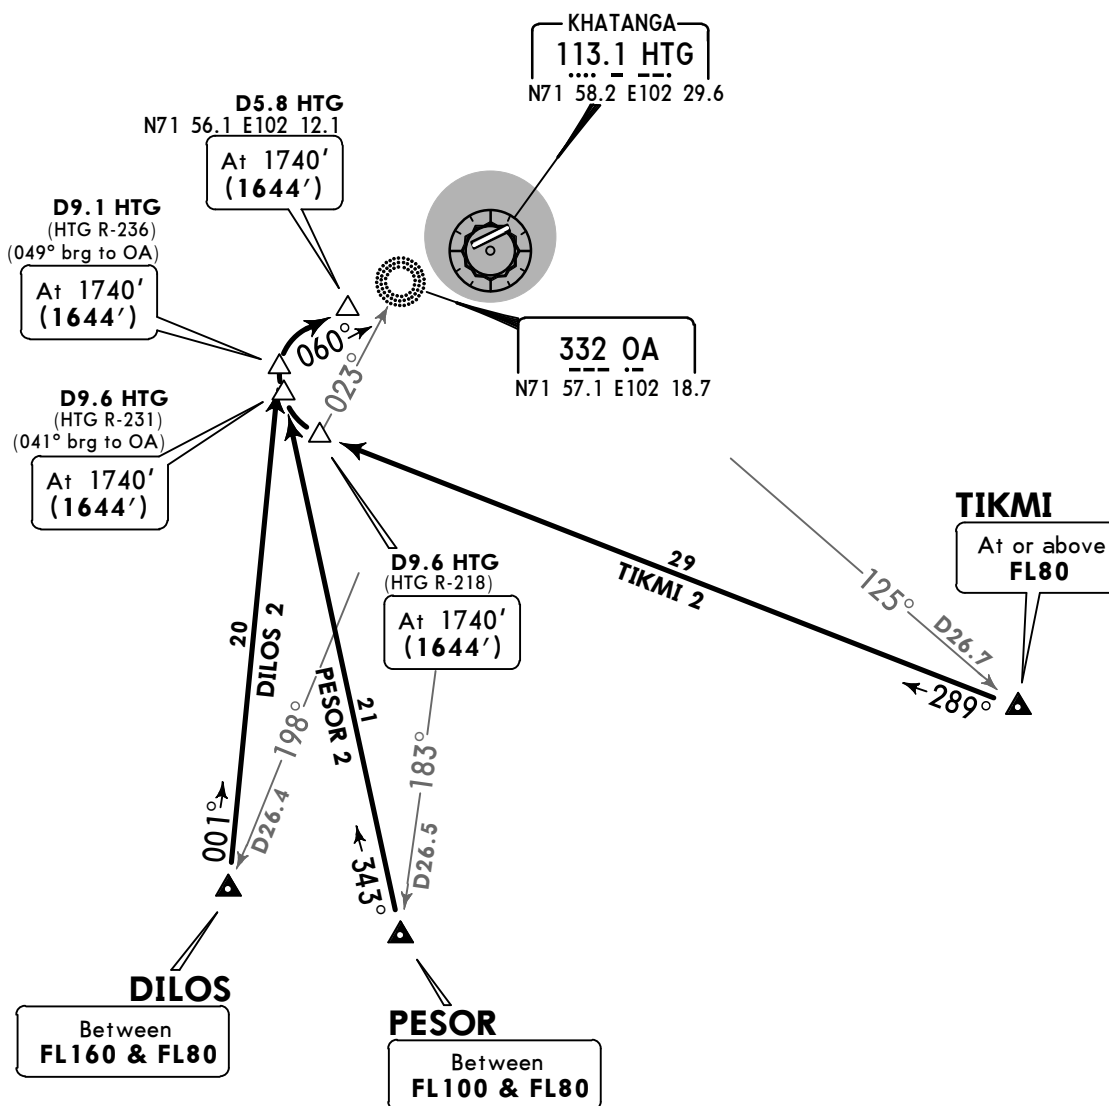 KHATANGA
113.1 HTG
N71 58.2 E102 29.6
D5.8 HTG
N71 56.1 E102 12.1
At 1740'
(1644')
D9.1 HTG
(HTG R-236)
(049° brg to OA)
At 1740'
(1644')
060°
023°
332 OA
N71 57.1 E102 18.7
D9.6 HTG
(HTG R-231)
(041° brg to OA)
At 1740'
(1644')
D9.6 HTG
(HTG R-218)
At 1740'
(1644')
29
TIKMI 2
125°
D26.7
289°
TIKMI
At or above
FL80
20
DILOS 2
001°
198°
D26.4
21
PESOR 2
343°
183°
D26.5
DILOS
Between
FL160 & FL80
PESOR
Between
FL100 & FL80